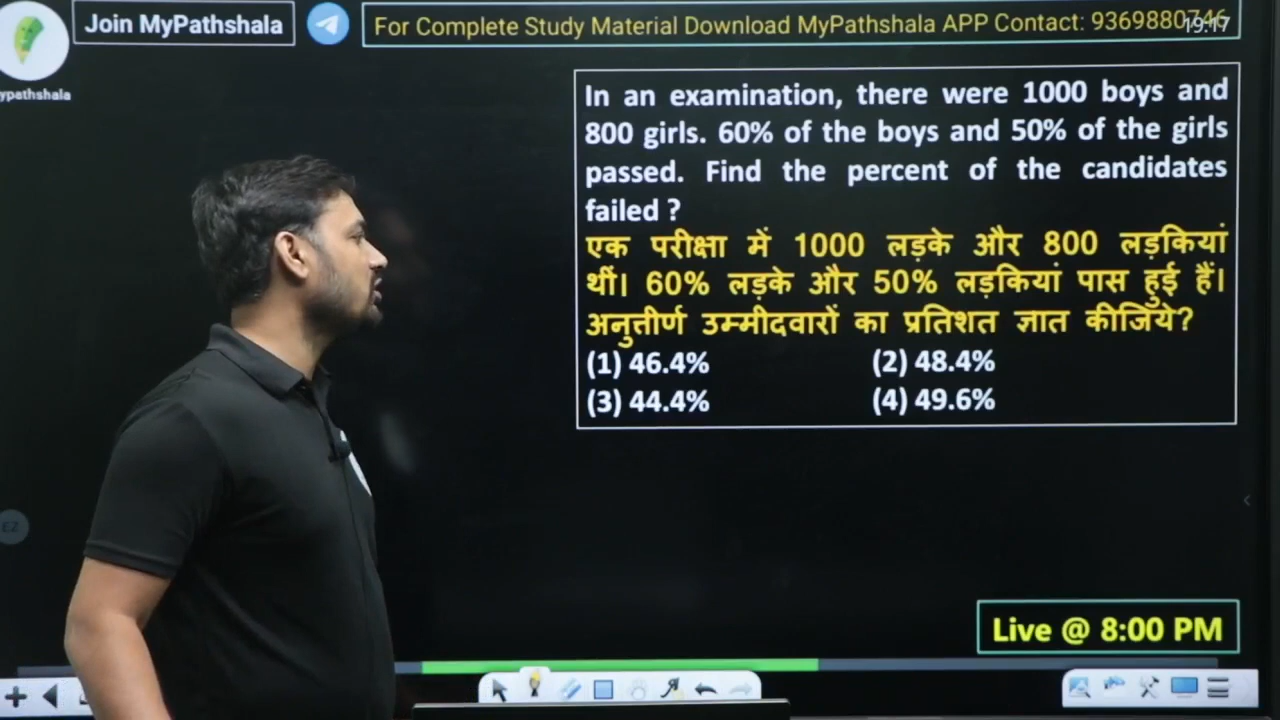 Join MyPathshala
For Complete Study Material Download MyPathshala APP Contact: 9369880746
19:17
ypathshala
In an examination, there were 1000 boys and
800 girls. 60% of the boys and 50% of the girls
passed. Find the percent of the candidates
failed ?
एक परीक्षा में 1000 लड़के और 800 लड़कियां
थीं। 60% लड़के और 50% लड़कियां पास हुई हैं।
अनुत्तीर्ण उम्मीदवारों का प्रतिशत ज्ञात कीजिये?
(1) 46.4% (2) 48.4%
(3) 44.4% (4) 49.6%
EZ
Live @ 8:00 PM